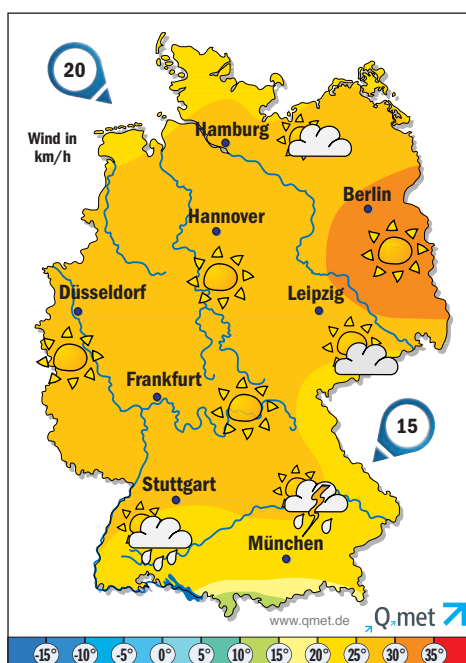 20
Wind in
km/h
Hamburg
Berlin
Hannover
Düsseldorf
Leipzig
Frankfurt
15
Stuttgart
München
www.qmet.de Q.met
-15° -10° -5° 0° 5° 10° 15° 20° 25° 30° 35°